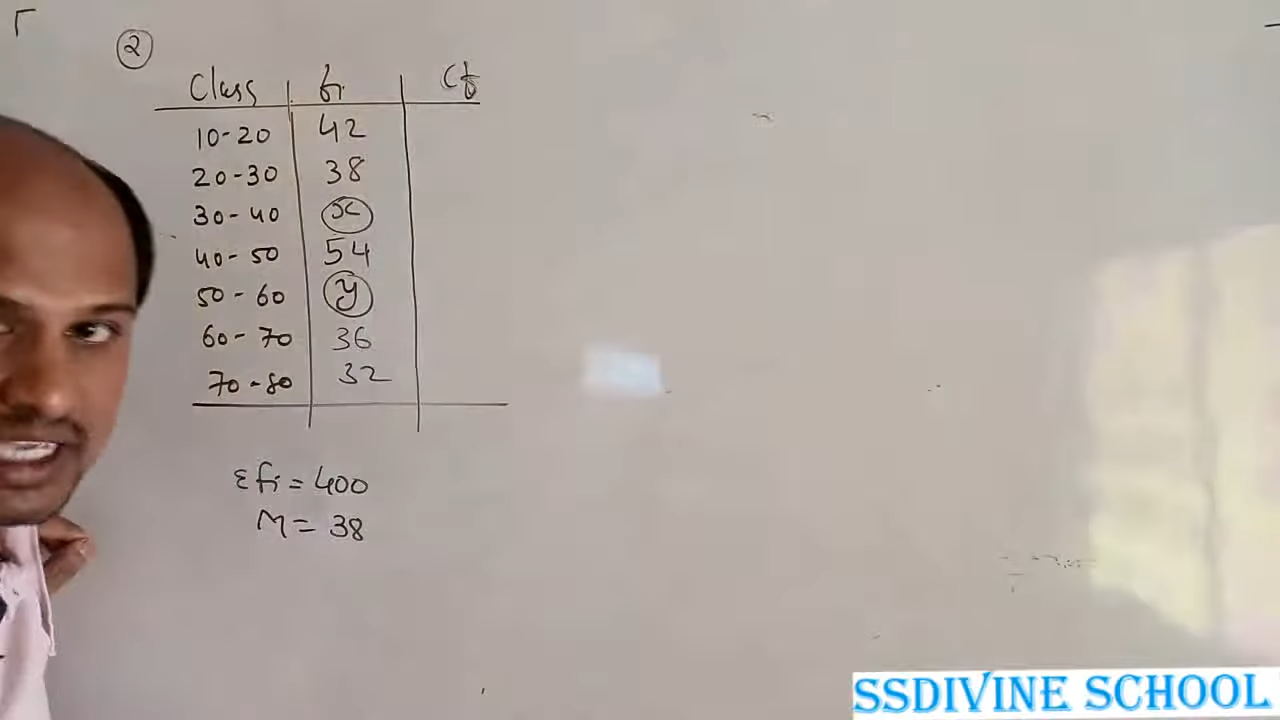 2
Class fi Cf
10-20 42
20-30 38
30-40 x
40-50 54
50-60 y
60-70 36
70-80 32
Σfi = 400
M = 38
SSDIVINE SCHOOL